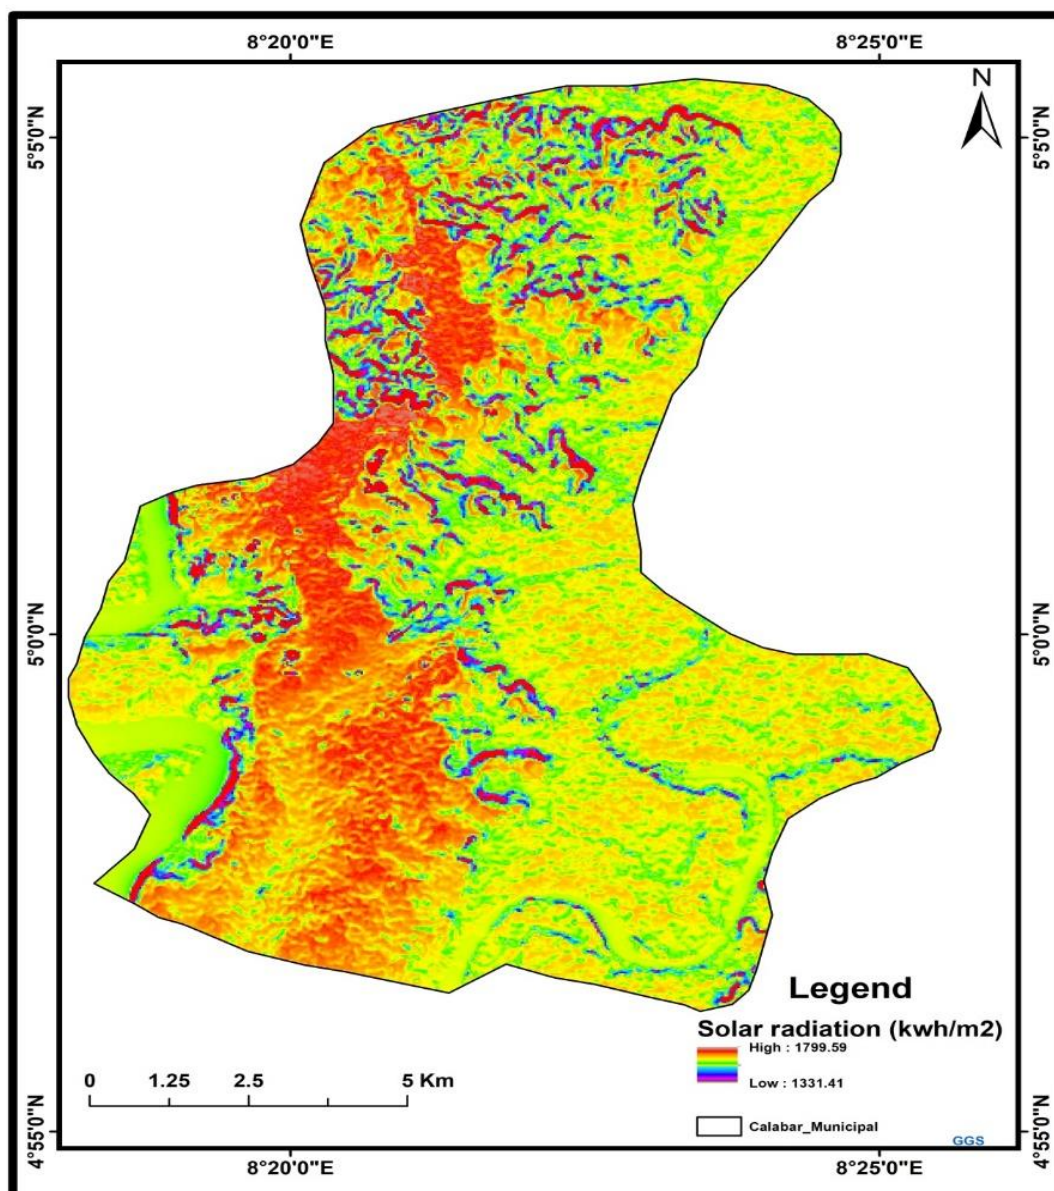 8°20'0"E 8°25'0"E
N
5°5'0"N 5°5'0"N
5°0'0"N 5°0'0"N
Legend
Solar radiation (kwh/m2)
High : 1799.59
Low : 1331.41
0 1.25 2.5 5 Km
Calabar_Municipal
GGS
4°55'0"N 4°55'0"N
8°20'0"E 8°25'0"E